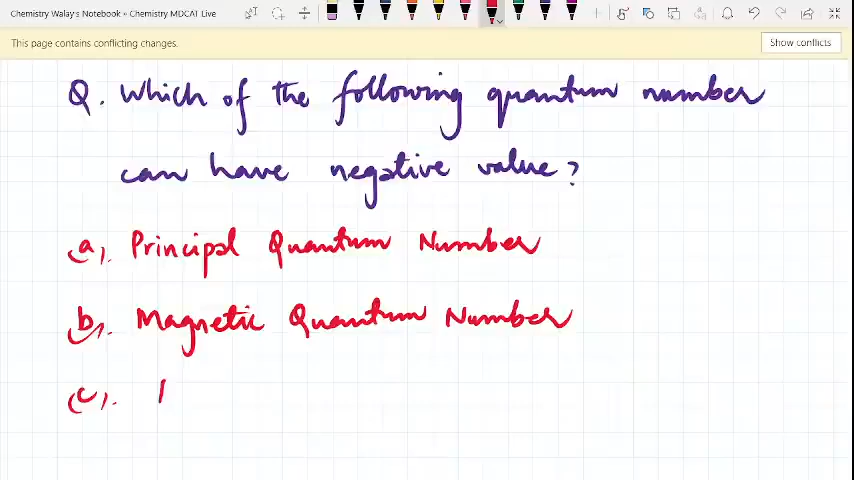 Chemistry Walay's Notebook » Chemistry MDCAT Live
This page contains conflicting changes.
Show conflicts
Q. Which of the following quantum number
can have negative value?
(a). Principal Quantum Number
(b). Magnetic Quantum Number
(c).